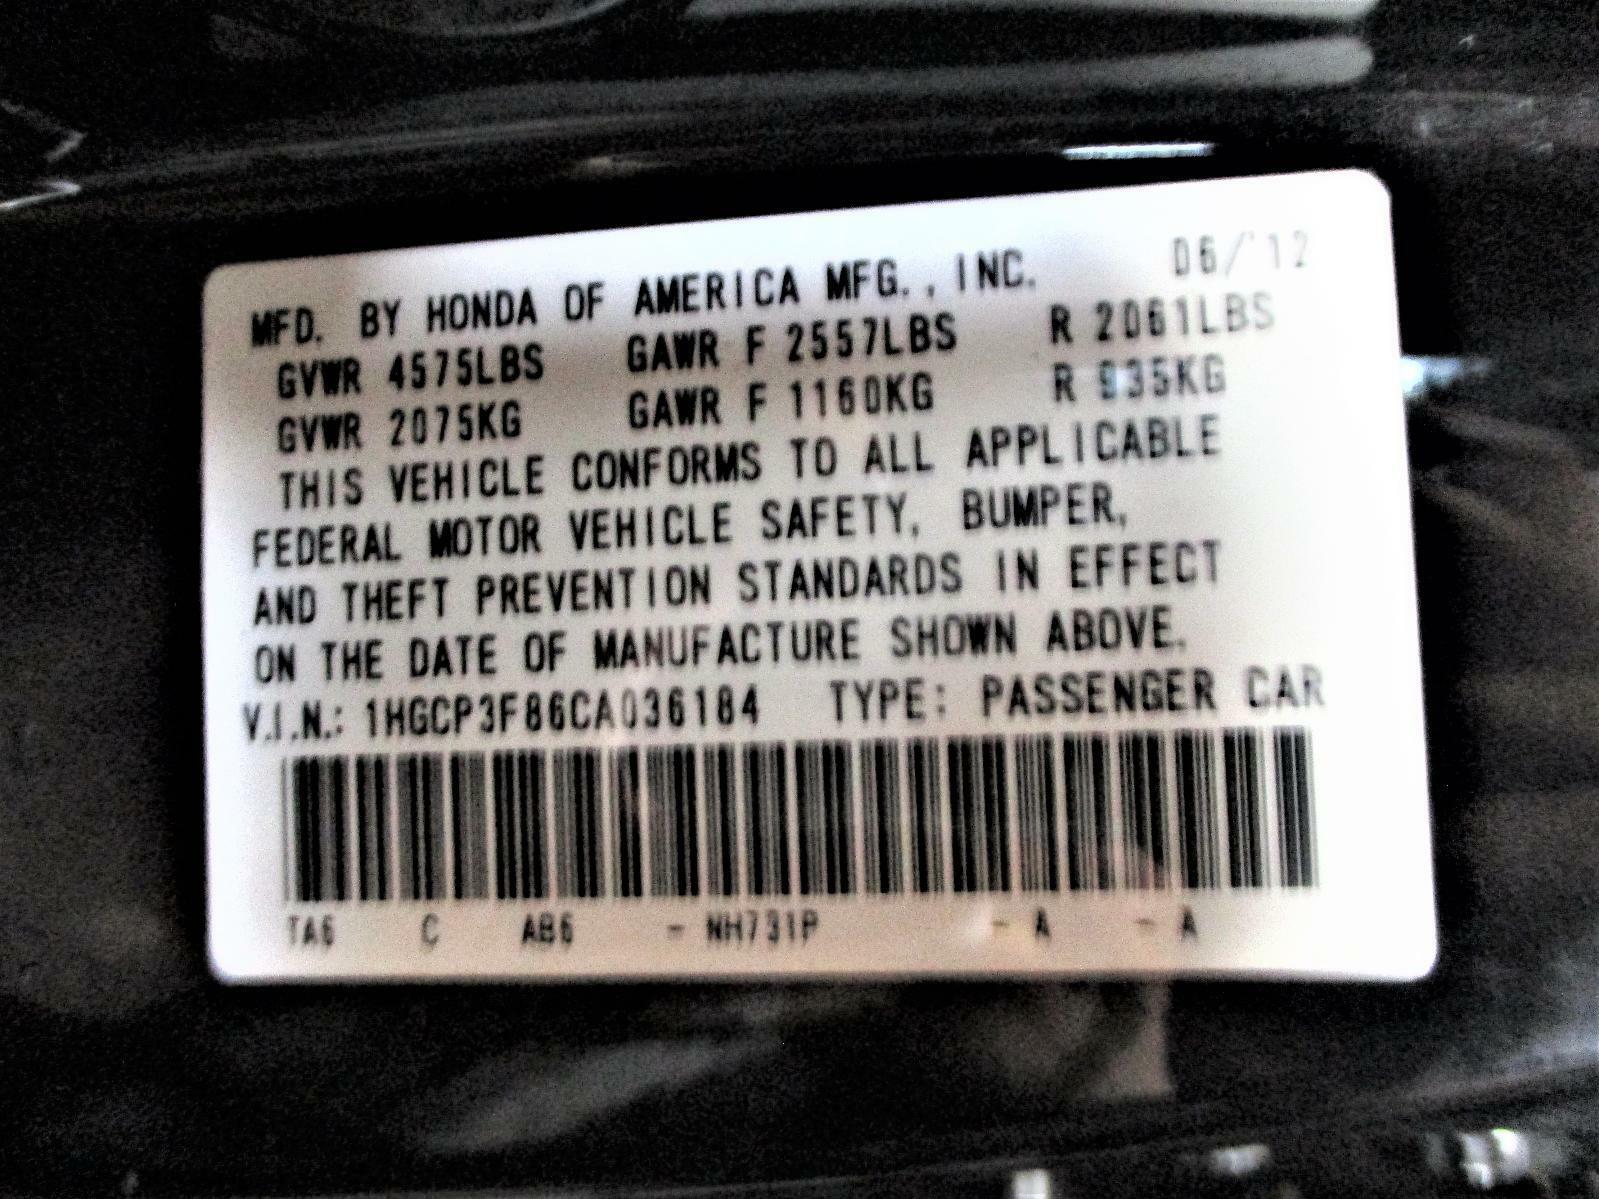 MFD. BY HONDA OF AMERICA MFG., INC. 06/'12
GVWR 4575LBS GAWR F 2557LBS R 2061LBS
GVWR 2075KG GAWR F 1160KG R 935KG
THIS VEHICLE CONFORMS TO ALL APPLICABLE
FEDERAL MOTOR VEHICLE SAFETY, BUMPER,
AND THEFT PREVENTION STANDARDS IN EFFECT
ON THE DATE OF MANUFACTURE SHOWN ABOVE.
V.I.N.: 1HGCP3F86CA036184 TYPE: PASSENGER CAR
TA6 C AB6 - NH731P - A - A